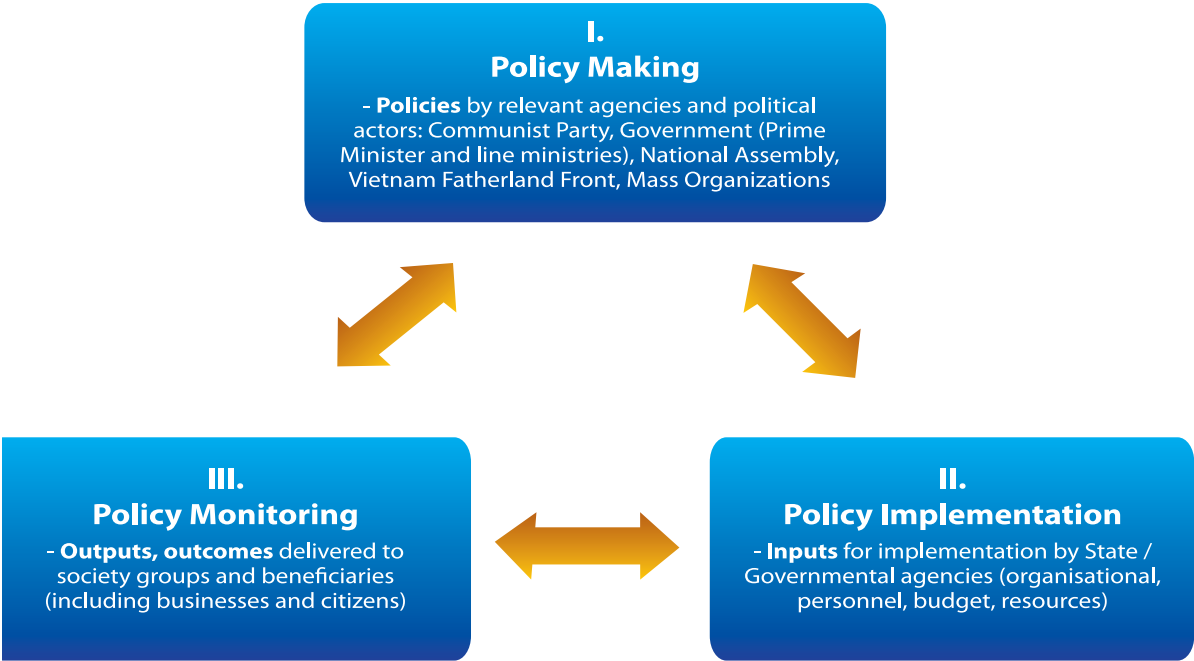 I.
Policy Making
- Policies by relevant agencies and political
actors: Communist Party, Government (Prime
Minister and line ministries), National Assembly,
Vietnam Fatherland Front, Mass Organizations
III.
Policy Monitoring
- Outputs, outcomes delivered to
society groups and beneficiaries
(including businesses and citizens)
II.
Policy Implementation
- Inputs for implementation by State /
Governmental agencies (organisational,
personnel, budget, resources)